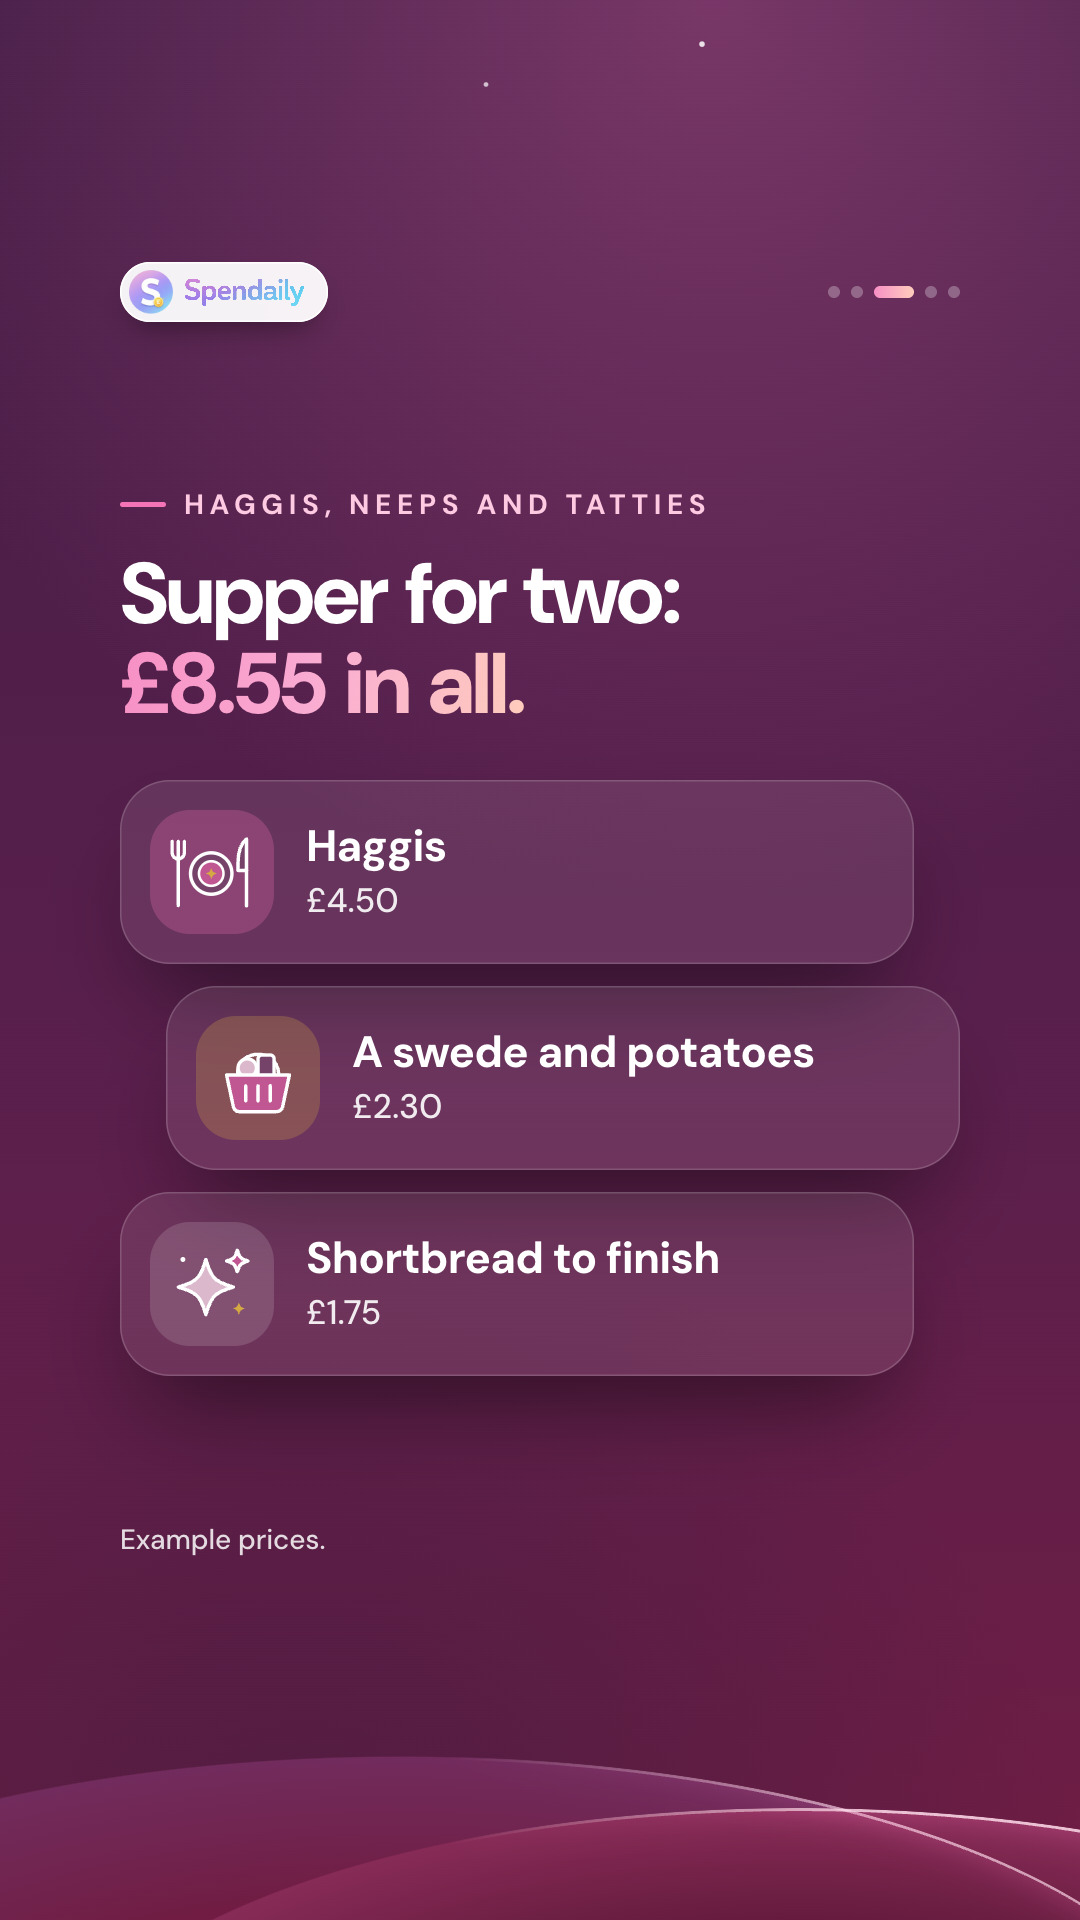 Spendaily
HAGGIS, NEEPS AND TATTIES
Supper for two:
£8.55 in all.
Haggis
£4.50
A swede and potatoes
£2.30
Shortbread to finish
£1.75
Example prices.